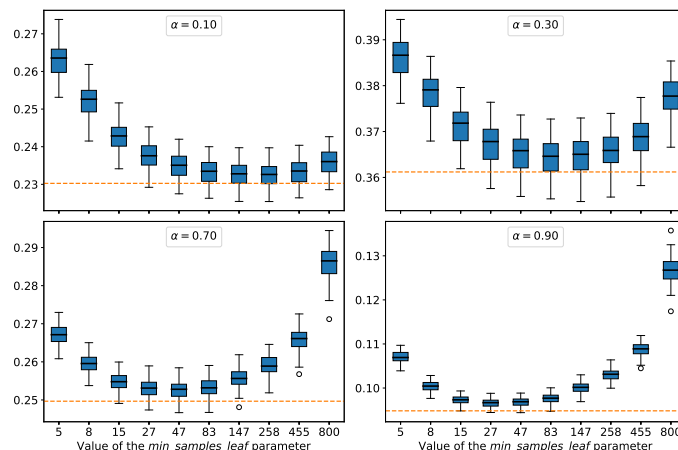 α = 0.10
0.27
0.26
0.25
0.24
0.23
α = 0.30
0.39
0.38
0.37
0.36
α = 0.70
0.29
0.28
0.27
0.26
0.25
5 8 15 27 47 83 147 258 455 800
Value of the min_samples_leaf parameter
α = 0.90
0.13
0.12
0.11
0.10
5 8 15 27 47 83 147 258 455 800
Value of the min_samples_leaf parameter